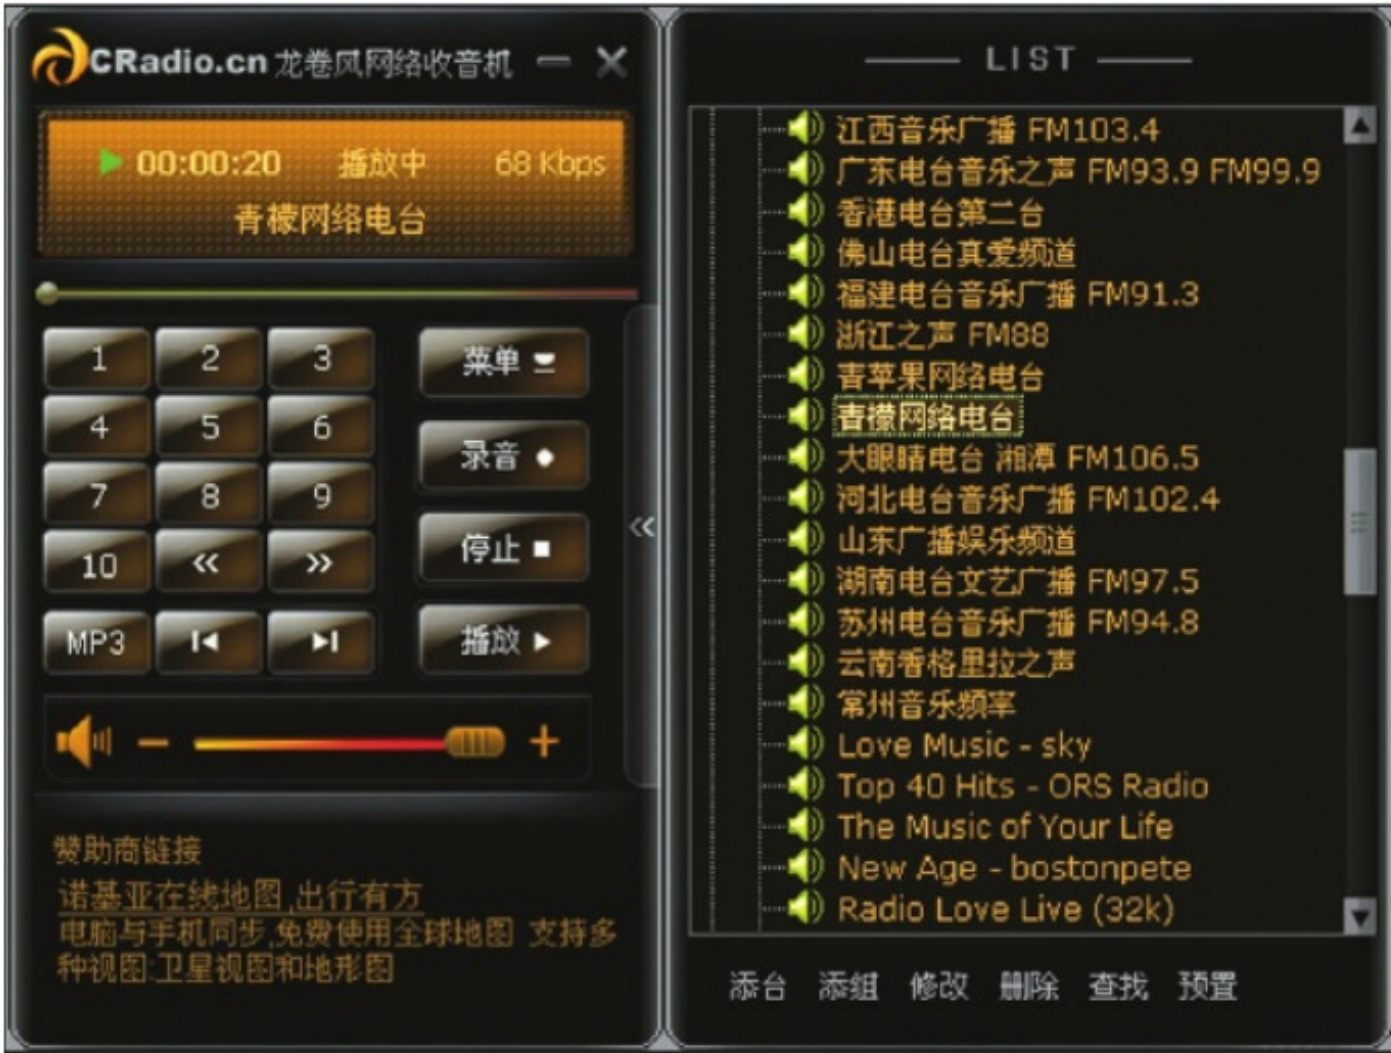 CRadio.cn 龙卷风网络收音机
00:00:20 播放中 68 Kbps
青檬网络电台
1 2 3
菜单
4 5 6
录音
7 8 9
10 « »
停止
MP3
播放
«
- +
赞助商链接
诺基亚在线地图,出行有方
电脑与手机同步,免费使用全球地图 支持多
种视图:卫星视图和地形图
LIST
江西音乐广播 FM103.4
广东电台音乐之声 FM93.9 FM99.9
香港电台第二台
佛山电台真爱频道
福建电台音乐广播 FM91.3
浙江之声 FM88
青苹果网络电台
青檬网络电台
大眼睛电台 湘潭 FM106.5
河北电台音乐广播 FM102.4
山东广播娱乐频道
湖南电台文艺广播 FM97.5
苏州电台音乐广播 FM94.8
云南香格里拉之声
常州音乐频率
Love Music - sky
Top 40 Hits - ORS Radio
The Music of Your Life
New Age - bostonpete
Radio Love Live (32k)
添台 添组 修改 删除 查找 预置